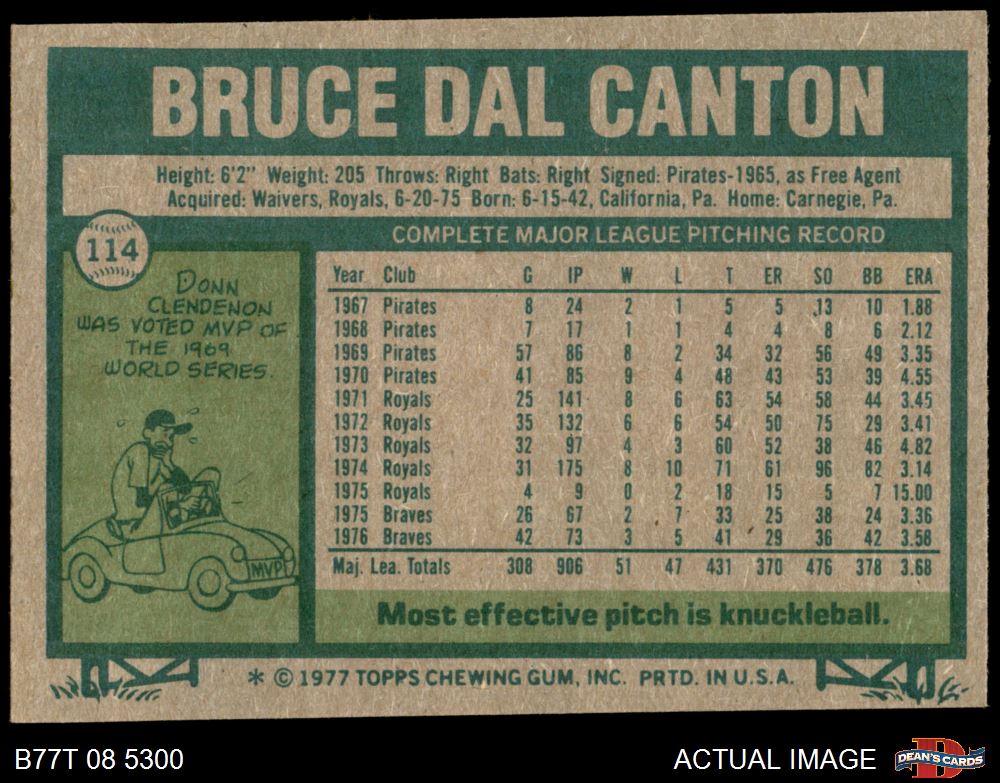 BRUCE DAL CANTON
Height: 6'2" Weight: 205 Throws: Right Bats: Right Signed: Pirates-1965, as Free Agent
Acquired: Waivers, Royals, 6-20-75 Born: 6-15-42, California, Pa. Home: Carnegie, Pa.
114
DONN
CLENDENON
WAS VOTED MVP OF
THE 1969
WORLD SERIES.
MVP
COMPLETE MAJOR LEAGUE PITCHING RECORD
Year Club G IP W L T ER SO BB ERA
1967 Pirates 8 24 2 1 5 5 13 10 1.88
1968 Pirates 7 17 1 1 4 4 8 6 2.12
1969 Pirates 57 86 8 2 34 32 56 49 3.35
1970 Pirates 41 85 9 4 48 43 53 39 4.55
1971 Royals 25 141 8 6 63 54 58 44 3.45
1972 Royals 35 132 6 6 54 50 75 29 3.41
1973 Royals 32 97 4 3 60 52 38 46 4.82
1974 Royals 31 175 8 10 71 61 96 82 3.14
1975 Royals 4 9 0 2 18 15 5 7 15.00
1975 Braves 26 67 2 7 33 25 38 24 3.36
1976 Braves 42 73 3 5 41 29 36 42 3.58
Maj. Lea. Totals 308 906 51 47 431 370 476 378 3.68
Most effective pitch is knuckleball.
* © 1977 TOPPS CHEWING GUM, INC. PRTD. IN U.S.A.
B77T 08 5300
ACTUAL IMAGE
D
DEAN'S CARDS